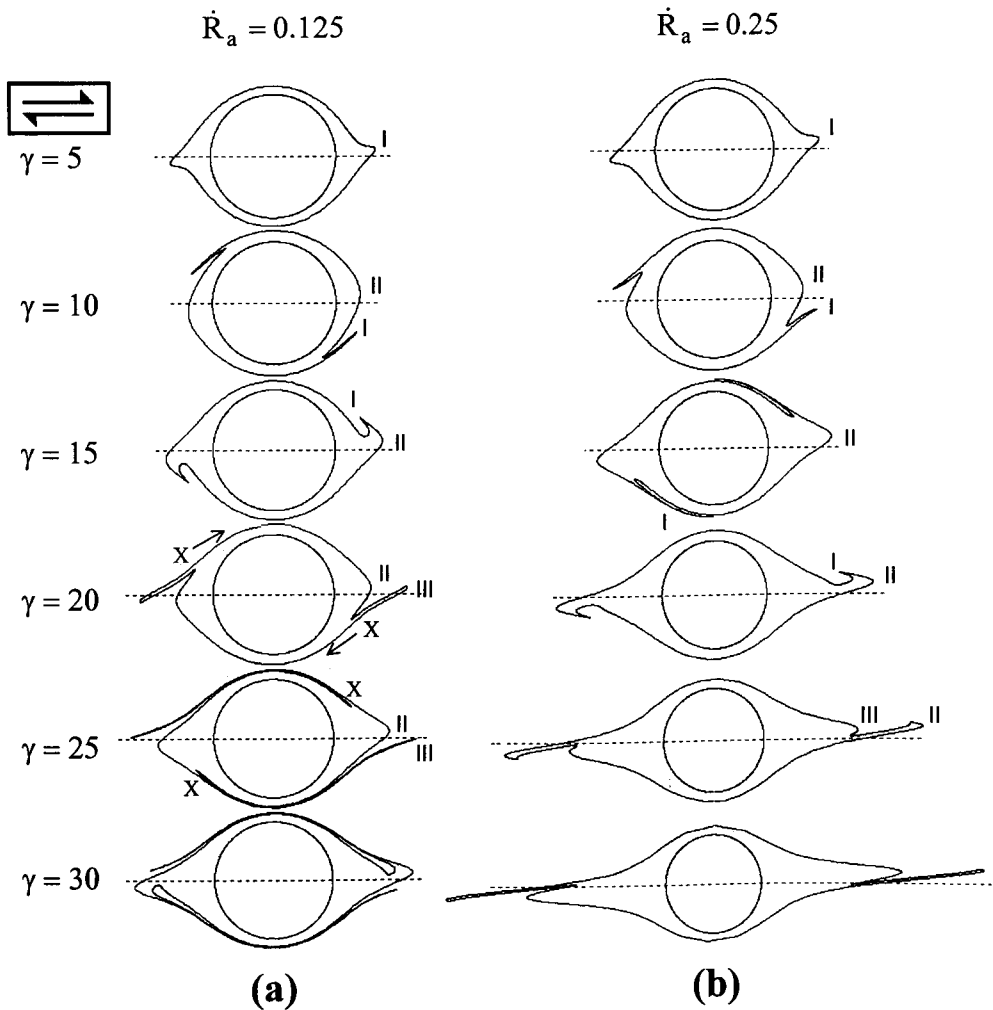 Ṙₐ = 0.125 Ṙₐ = 0.25
γ = 5 I I
γ = 10 II I II I
γ = 15 I II II I
γ = 20 X II III X I II
γ = 25 X II III X III II
γ = 30
(a) (b)